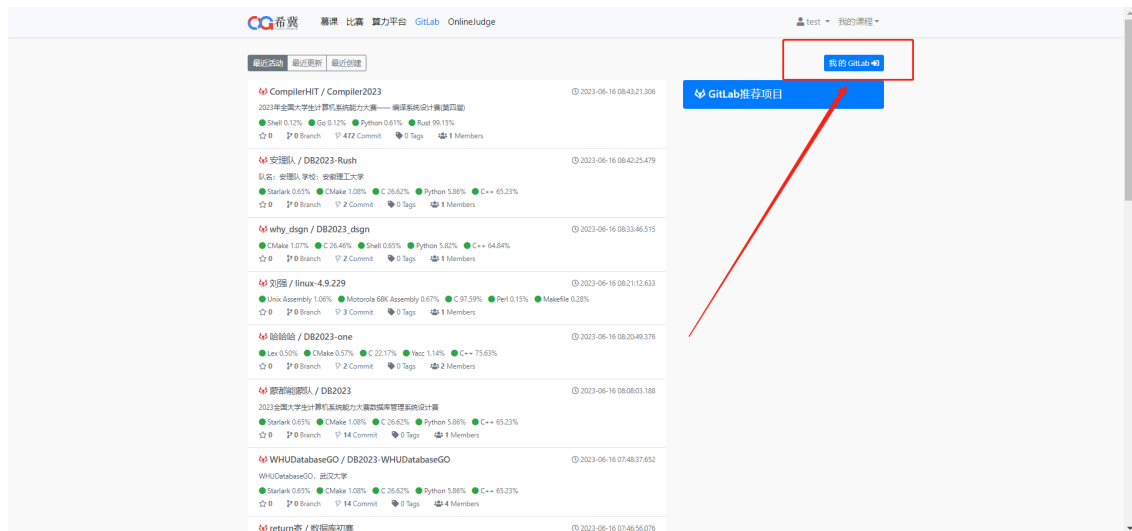 CG希冀 慕课 比赛 算力平台 GitLab OnlineJudge test 我的课程
最近活动 最近更新 最近创建 我的 GitLab
GitLab推荐项目
CompilerHIT / Compiler2023 2023-06-16 08:43:21.306
2023年全国大学生计算机系统能力大赛—— 编译系统设计赛(第四届)
Shell 0.12% Go 0.12% Python 0.61% Rust 99.15%
0 0 Branch 472 Commit 0 Tags 1 Members
安理队 / DB2023-Rush 2023-06-16 08:42:25.479
队名：安理队 学校：安徽理工大学
Starlark 0.65% CMake 1.08% C 26.62% Python 5.86% C++ 65.23%
0 0 Branch 2 Commit 0 Tags 1 Members
why_dsgn / DB2023_dsgn 2023-06-16 08:33:46.515
CMake 1.07% C 26.46% Shell 0.65% Python 5.82% C++ 64.84%
0 0 Branch 2 Commit 0 Tags 1 Members
刘强 / linux-4.9.229 2023-06-16 08:21:12.633
Unix Assembly 1.06% Motorola 68K Assembly 0.67% C 97.59% Perl 0.15% Makefile 0.28%
0 0 Branch 3 Commit 0 Tags 1 Members
哈哈哈 / DB2023-one 2023-06-16 08:20:49.376
Lex 0.50% CMake 0.57% C 22.17% Yacc 1.14% C++ 75.63%
0 0 Branch 2 Commit 0 Tags 2 Members
蒙都能蒙队 / DB2023 2023-06-16 08:08:03.188
2023全国大学生计算机系统能力大赛数据库管理系统设计赛
Starlark 0.65% CMake 1.08% C 26.62% Python 5.86% C++ 65.23%
0 0 Branch 14 Commit 0 Tags 1 Members
WHUDatabaseGO / DB2023-WHUDatabaseGO 2023-06-16 07:48:37.652
WHUDatabaseGO，武汉大学
Starlark 0.65% CMake 1.08% C 26.62% Python 5.86% C++ 65.23%
0 0 Branch 14 Commit 0 Tags 4 Members
return寄 / 数据库初赛 2023-06-16 07:46:56.076